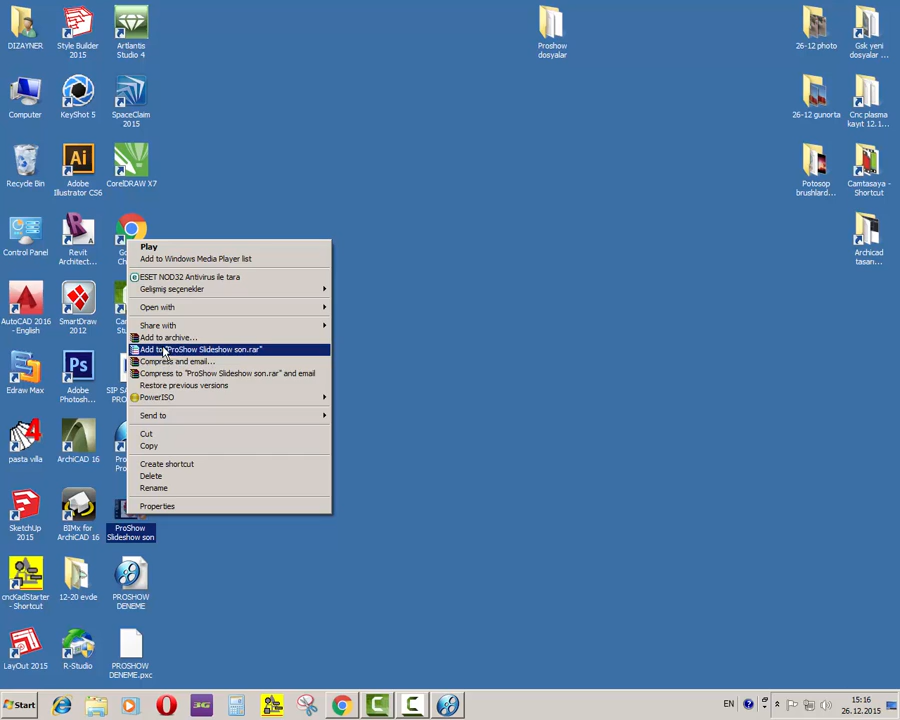 DIZAYNER
Style Builder
2015
Artlantis
Studio 4
Proshow
dosyalar
26-12 photo
Gsk yeni
dosyalar ...
Computer
KeyShot 5
SpaceClaim
2015
26-12 gunorta
Cnc plasma
kayıt 12.1...
Recycle Bin
Adobe
Illustrator CS6
CorelDRAW X7
Potosop
brushlard...
Camtasaya -
Shortcut
Control Panel
Revit
Architect...
Archicad
tasarı...
AutoCAD 2016
- English
SmartDraw
2012
Edraw Max
Adobe
Photosh...
pasta villa
ArchiCAD 16
SketchUp
2015
BIMx for
ArchiCAD 16
ProShow
Slideshow son
cncKadStarter
- Shortcut
12-20 evde
PROSHOW
DENEME
LayOut 2015
R-Studio
PROSHOW
DENEME.pxc
Play
Add to Windows Media Player list
ESET NOD32 Antivirus ile tara
Gelişmiş seçenekler
Open with
Share with
Add to archive...
Add to "ProShow Slideshow son.rar"
Compress and email...
Compress to "ProShow Slideshow son.rar" and email
Restore previous versions
PowerISO
Send to
Cut
Copy
Create shortcut
Delete
Rename
Properties
Start
3G
EN
15:16
26.12.2015